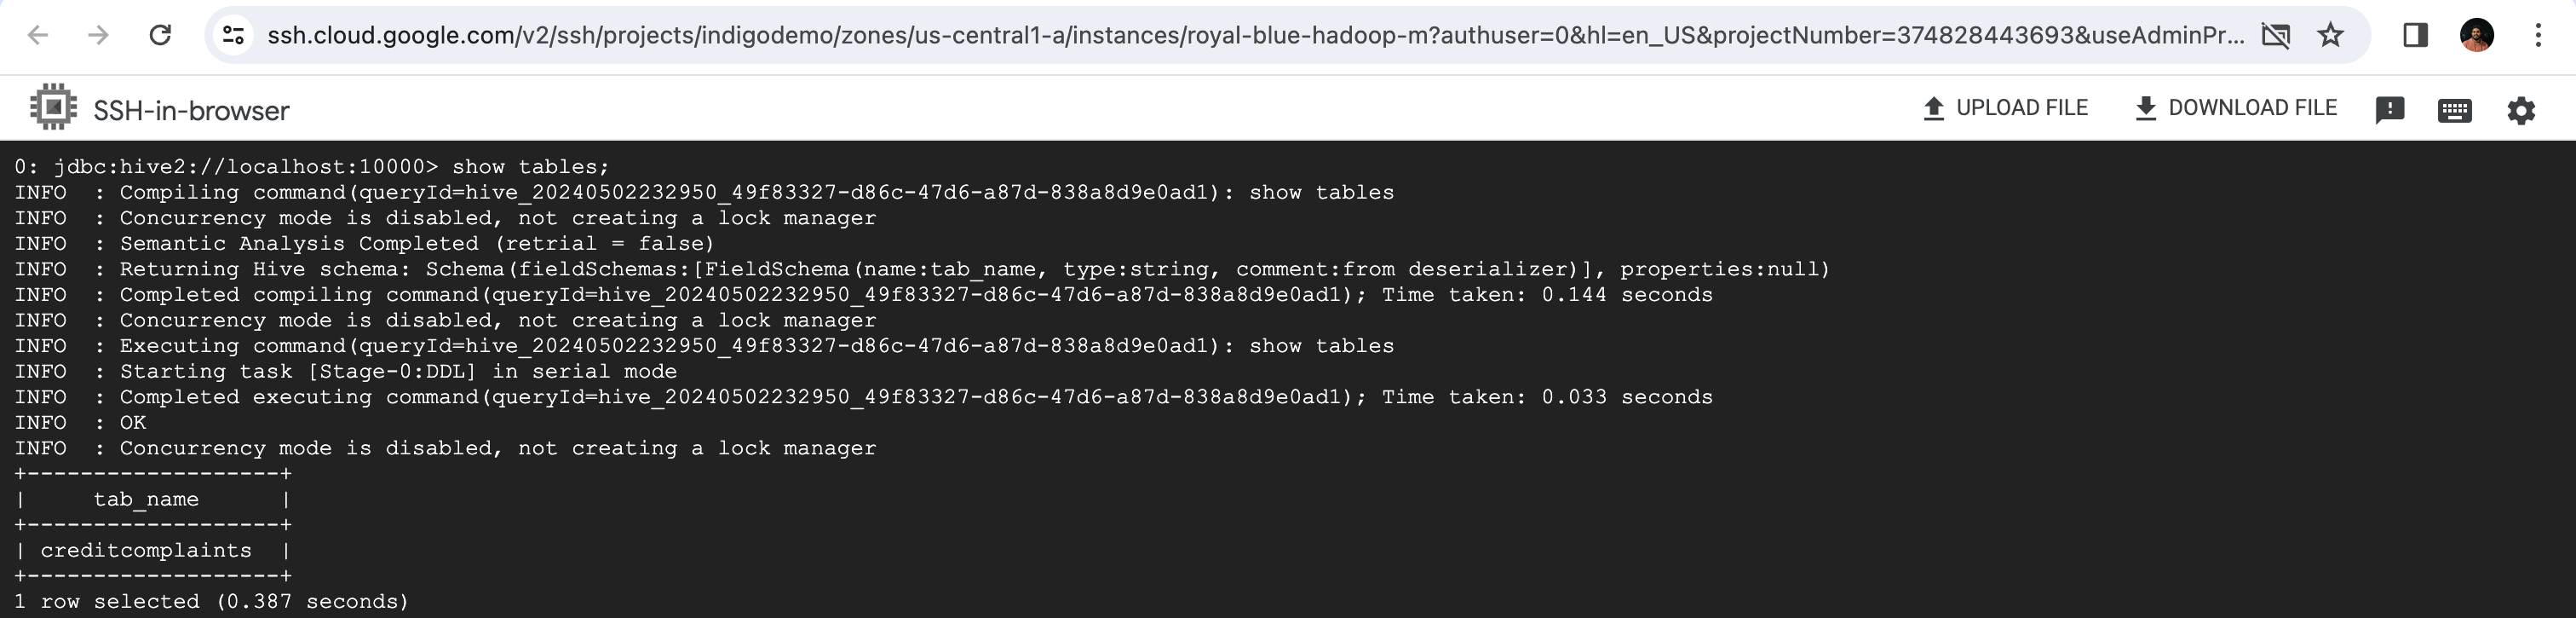 ssh.cloud.google.com/v2/ssh/projects/indigodemo/zones/us-central1-a/instances/royal-blue-hadoop-m?authuser=0&hl=en_US&projectNumber=374828443693&useAdminPr...
SSH-in-browser
UPLOAD FILE
DOWNLOAD FILE
0: jdbc:hive2://localhost:10000> show tables;
INFO  : Compiling command(queryId=hive_20240502232950_49f83327-d86c-47d6-a87d-838a8d9e0ad1): show tables
INFO  : Concurrency mode is disabled, not creating a lock manager
INFO  : Semantic Analysis Completed (retrial = false)
INFO  : Returning Hive schema: Schema(fieldSchemas:[FieldSchema(name:tab_name, type:string, comment:from deserializer)], properties:null)
INFO  : Completed compiling command(queryId=hive_20240502232950_49f83327-d86c-47d6-a87d-838a8d9e0ad1); Time taken: 0.144 seconds
INFO  : Concurrency mode is disabled, not creating a lock manager
INFO  : Executing command(queryId=hive_20240502232950_49f83327-d86c-47d6-a87d-838a8d9e0ad1): show tables
INFO  : Starting task [Stage-0:DDL] in serial mode
INFO  : Completed executing command(queryId=hive_20240502232950_49f83327-d86c-47d6-a87d-838a8d9e0ad1); Time taken: 0.033 seconds
INFO  : OK
INFO  : Concurrency mode is disabled, not creating a lock manager
+-------------------+
|     tab_name      |
+-------------------+
| creditcomplaints  |
+-------------------+
1 row selected (0.387 seconds)